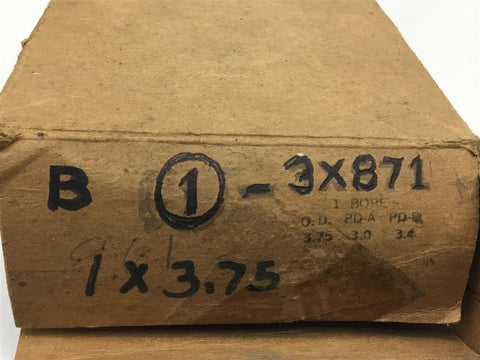 B ① - 3X871
1 BORE
O.D. PD-A PD-B
3.75 3.0 3.4
1 X 3.75